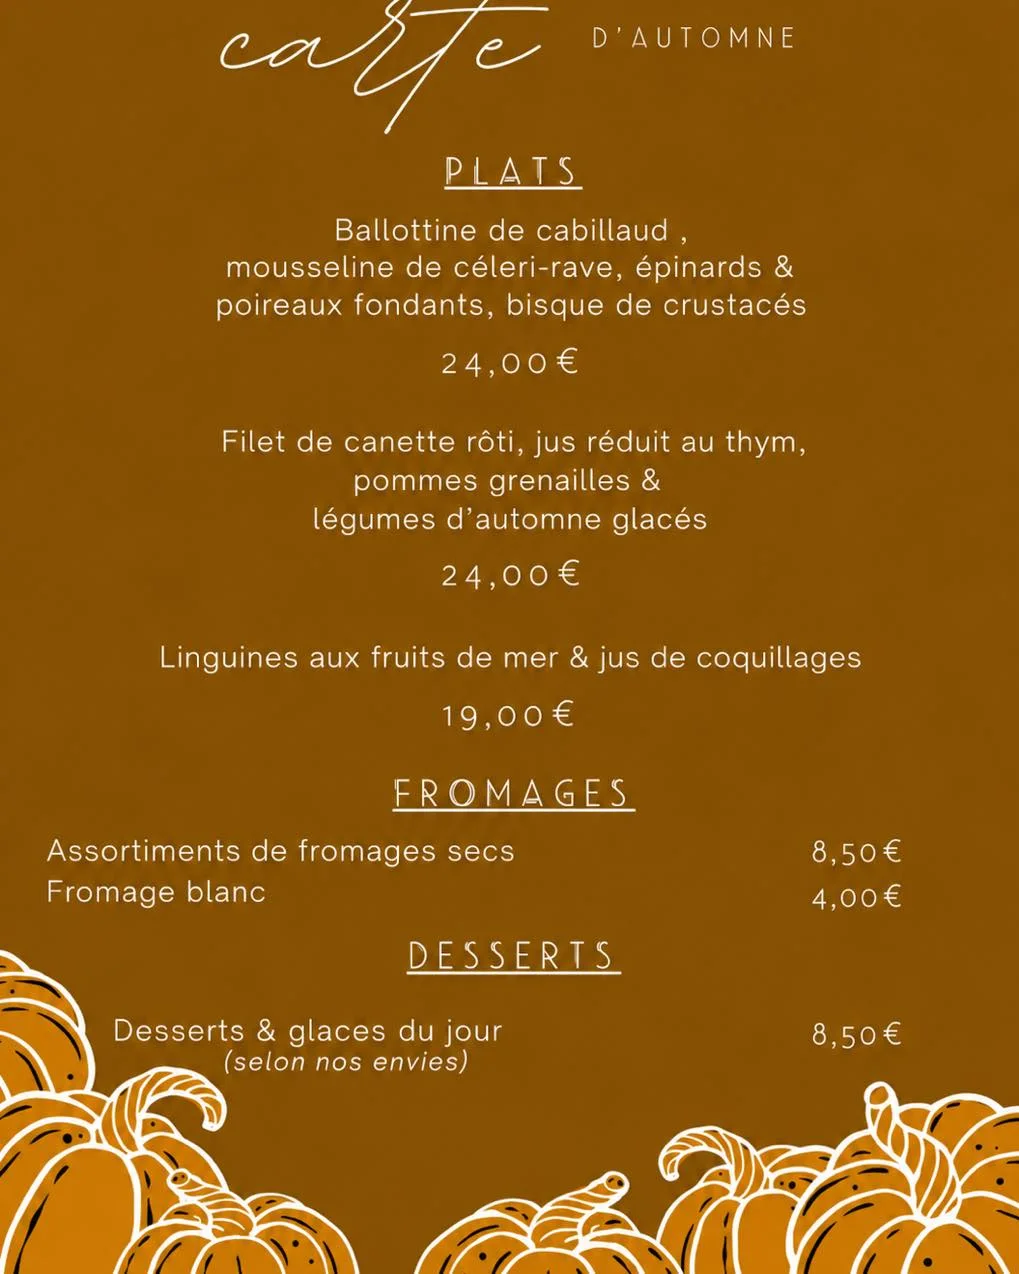 carte
D'AUTOMNE
PLATS
Ballottine de cabillaud ,
mousseline de céleri-rave, épinards &
poireaux fondants, bisque de crustacés
24,00€
Filet de canette rôti, jus réduit au thym,
pommes grenailles &
légumes d’automne glacés
24,00€
Linguines aux fruits de mer & jus de coquillages
19,00€
FROMAGES
Assortiments de fromages secs 8,50€
Fromage blanc 4,00€
DESSERTS
Desserts & glaces du jour 8,50€
(selon nos envies)